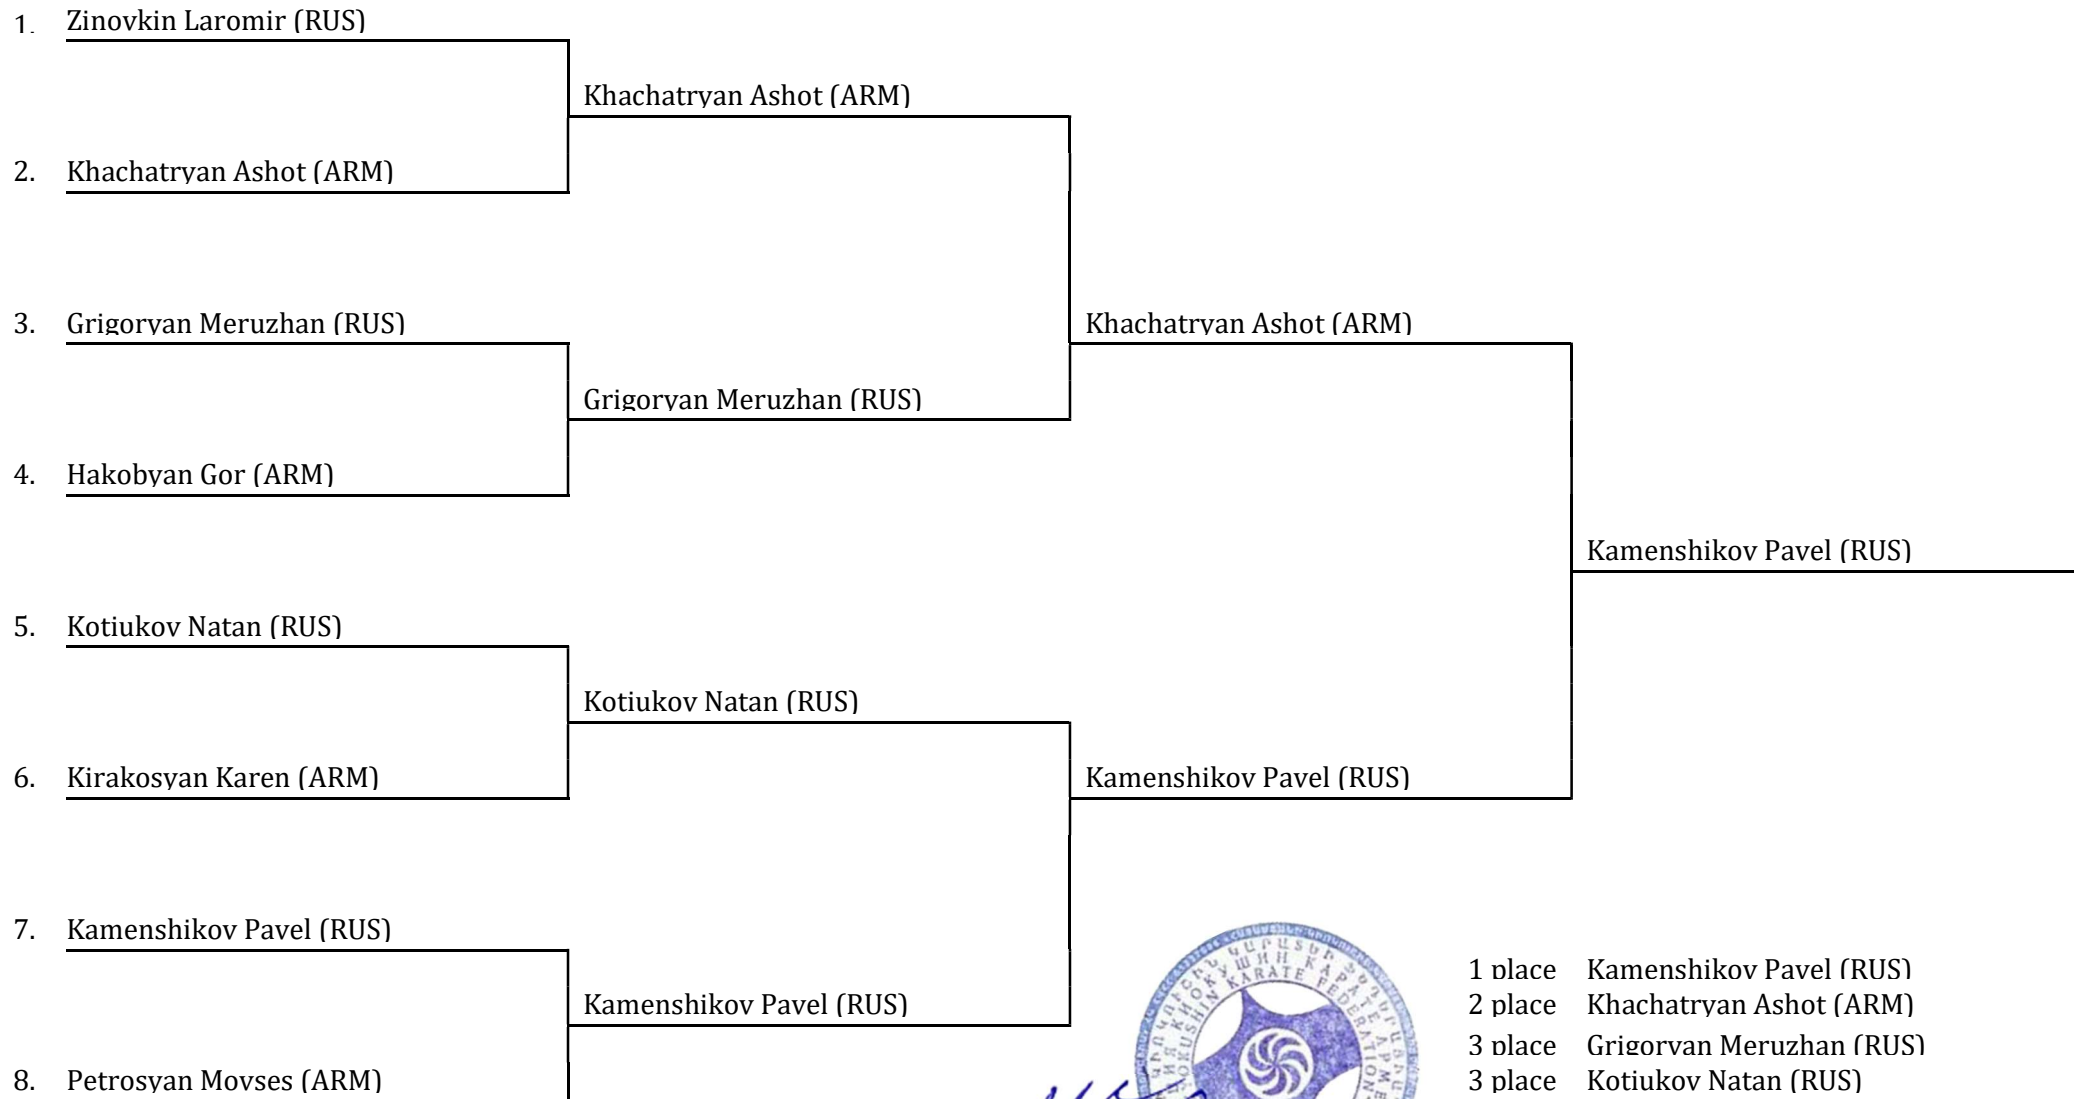 1. Zinovkin Laromir (RUS)
Khachatryan Ashot (ARM)
2. Khachatryan Ashot (ARM)
3. Grigoryan Meruzhan (RUS)
Khachatryan Ashot (ARM)
Grigoryan Meruzhan (RUS)
4. Hakobyan Gor (ARM)
Kamenshikov Pavel (RUS)
5. Kotiukov Natan (RUS)
Kotiukov Natan (RUS)
6. Kirakosyan Karen (ARM)
Kamenshikov Pavel (RUS)
7. Kamenshikov Pavel (RUS)
Kamenshikov Pavel (RUS)
8. Petrosyan Movses (ARM)
KARATE FEDERATION
1 place Kamenshikov Pavel (RUS)
2 place Khachatryan Ashot (ARM)
3 place Grigoryan Meruzhan (RUS)
3 place Kotiukov Natan (RUS)